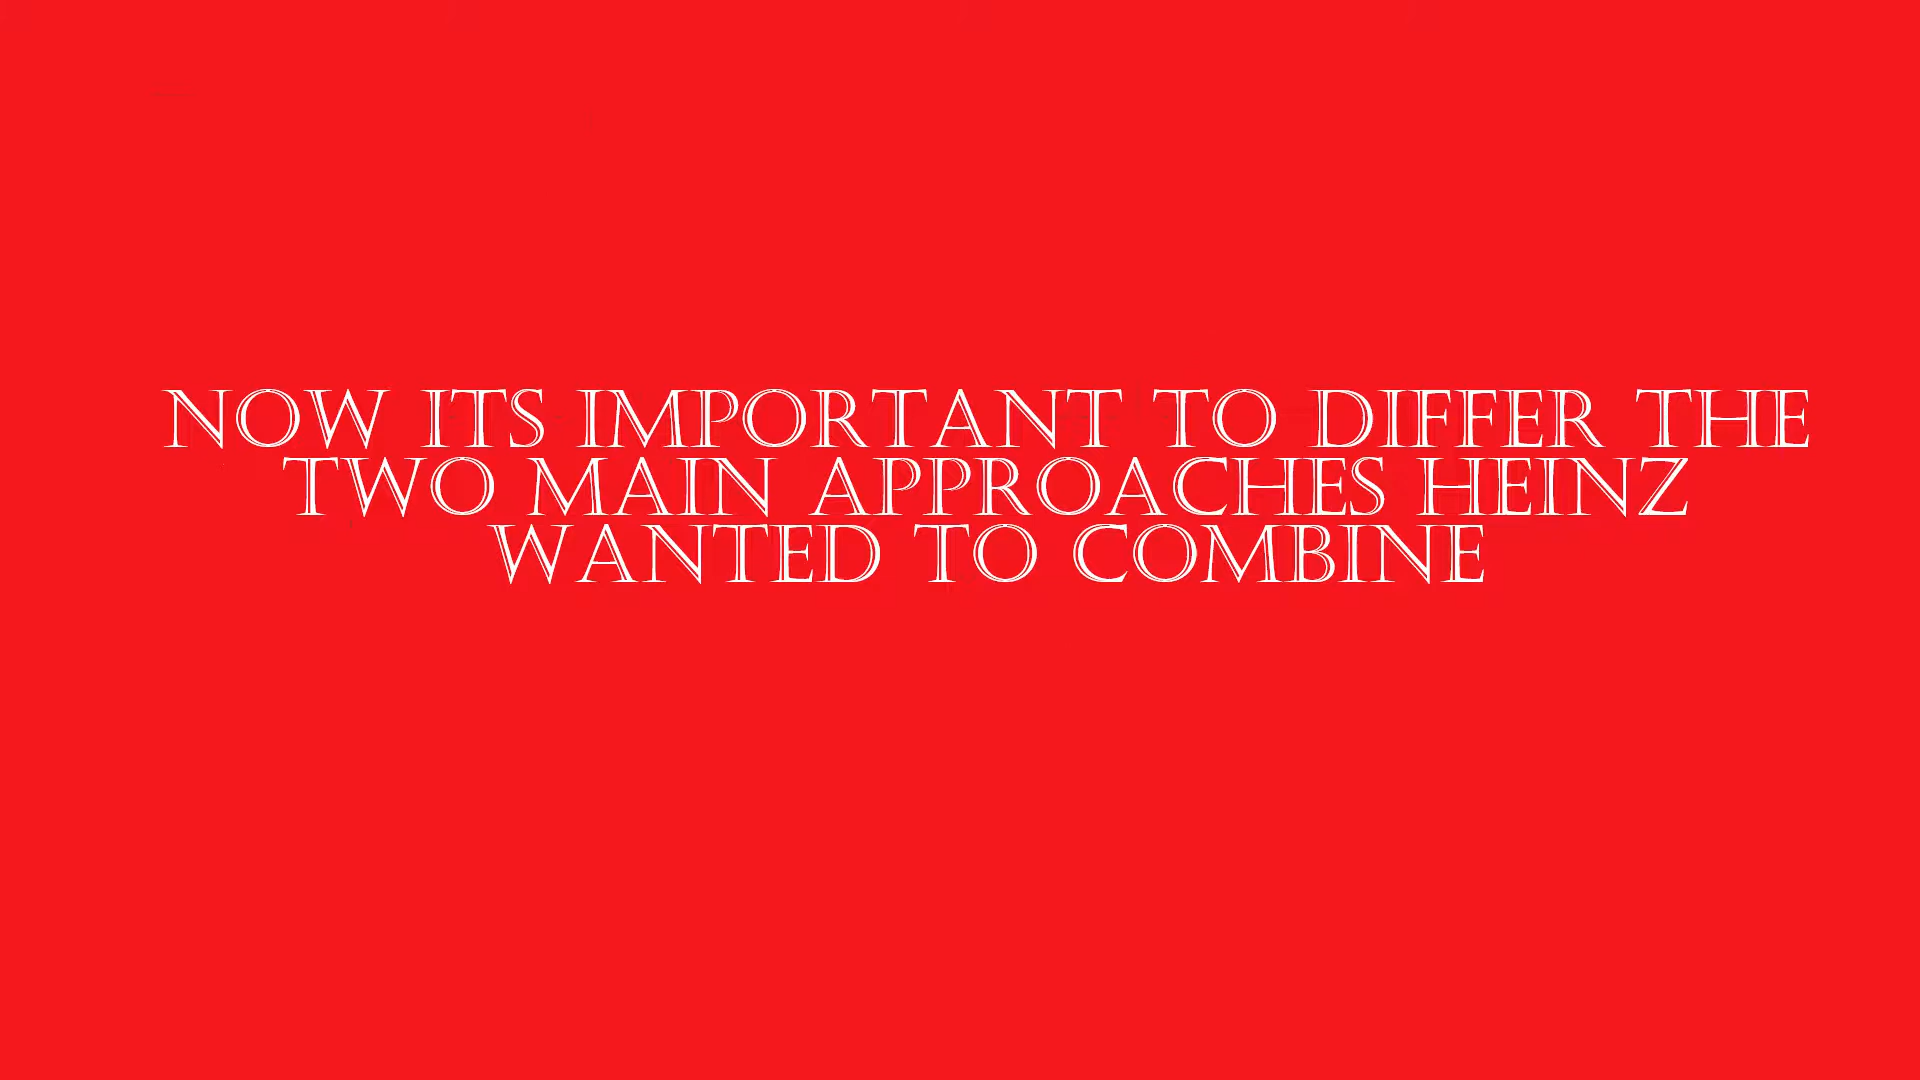 NOW ITS IMPORTANT TO DIFFER THE
TWO MAIN APPROACHES HEINZ
WANTED TO COMBINE